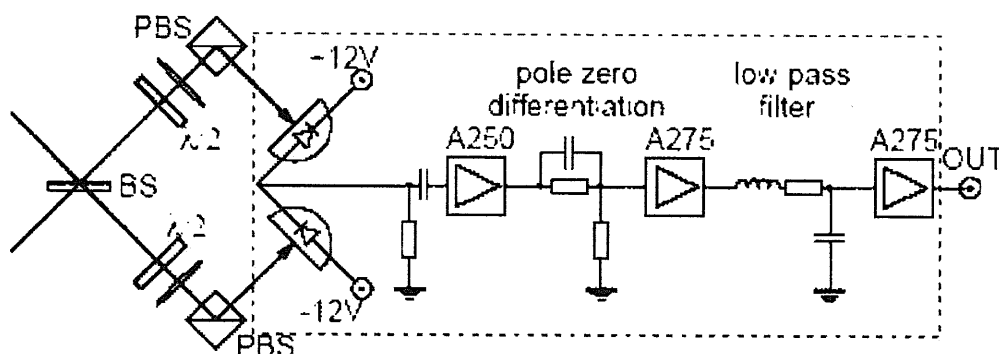 PBS
-12V
pole zero
differentiation
low pass
filter
λ/2
A250
A275
A275
OUT
BS
λ/2
-12V
PBS